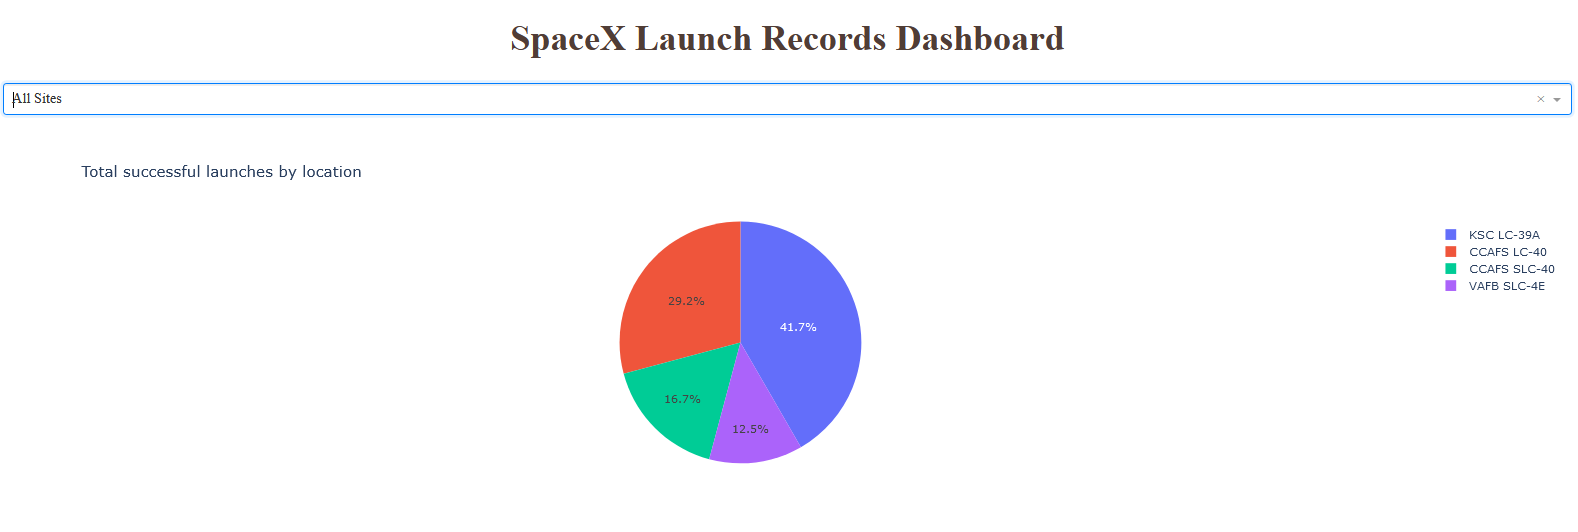 SpaceX Launch Records Dashboard
All Sites
Total successful launches by location
KSC LC-39A
CCAFS LC-40
CCAFS SLC-40
VAFB SLC-4E
29.2%
41.7%
16.7%
12.5%